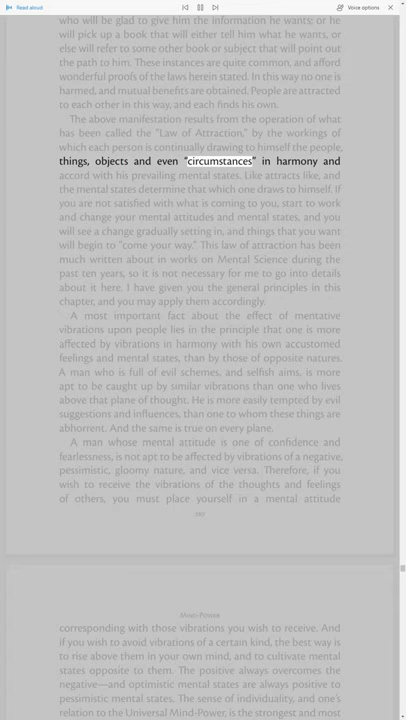 Read aloud
Voice options
who will be glad to give him the information he wants; or he
will pick up a book that will either tell him what he wants, or
else will refer to some other book or subject that will point out
the path to him. These instances are quite common, and afford
wonderful proofs of the laws herein stated. In this way no one is
harmed, and mutual benefits are obtained. People are attracted
to each other in this way, and each finds his own.
The above manifestation results from the operation of what
has been called the “Law of Attraction,” by the workings of
which each person is continually drawing to himself the people,
things, objects and even “circumstances” in harmony and
accord with his prevailing mental states. Like attracts like, and
the mental states determine that which one draws to himself. If
you are not satisfied with what is coming to you, start to work
and change your mental attitudes and mental states, and you
will see a change gradually setting in, and things that you want
will begin to “come your way.” This law of attraction has been
much written about in works on Mental Science during the
past ten years, so it is not necessary for me to go into details
about it here. I have given you the general principles in this
chapter, and you may apply them accordingly.
A most important fact about the effect of mentative
vibrations upon people lies in the principle that one is more
affected by vibrations in harmony with his own accustomed
feelings and mental states, than by those of opposite natures.
A man who is full of evil schemes, and selfish aims, is more
apt to be caught up by similar vibrations than one who lives
above that plane of thought. He is more easily tempted by evil
suggestions and influences, than one to whom these things are
abhorrent. And the same is true on every plane.
A man whose mental attitude is one of confidence and
fearlessness, is not apt to be affected by vibrations of a negative,
pessimistic, gloomy nature, and vice versa. Therefore, if you
wish to receive the vibrations of the thoughts and feelings
of others, you must place yourself in a mental attitude
Mind-Power
corresponding with those vibrations you wish to receive. And
if you wish to avoid vibrations of a certain kind, the best way is
to rise above them in your own mind, and to cultivate mental
states opposite to them. The positive always overcomes the
negative—and optimistic mental states are always positive to
pessimistic mental states. The sense of individuality, and one’s
relation to the Universal Mind-Power, is the strongest and most